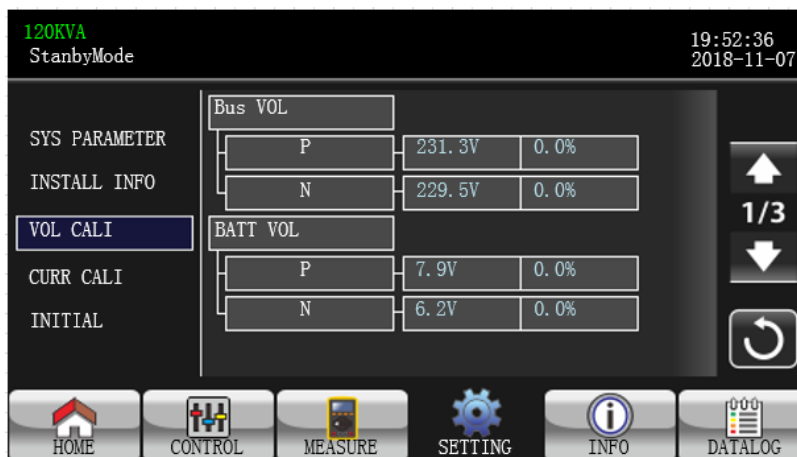 120KVA
StanbyMode
19:52:36
2018-11-07
SYS PARAMETER
INSTALL INFO
VOL CALI
CURR CALI
INITIAL
Bus VOL
P 231.3V 0.0%
N 229.5V 0.0%
BATT VOL
P 7.9V 0.0%
N 6.2V 0.0%
1/3
HOME CONTROL MEASURE SETTING INFO DATALOG